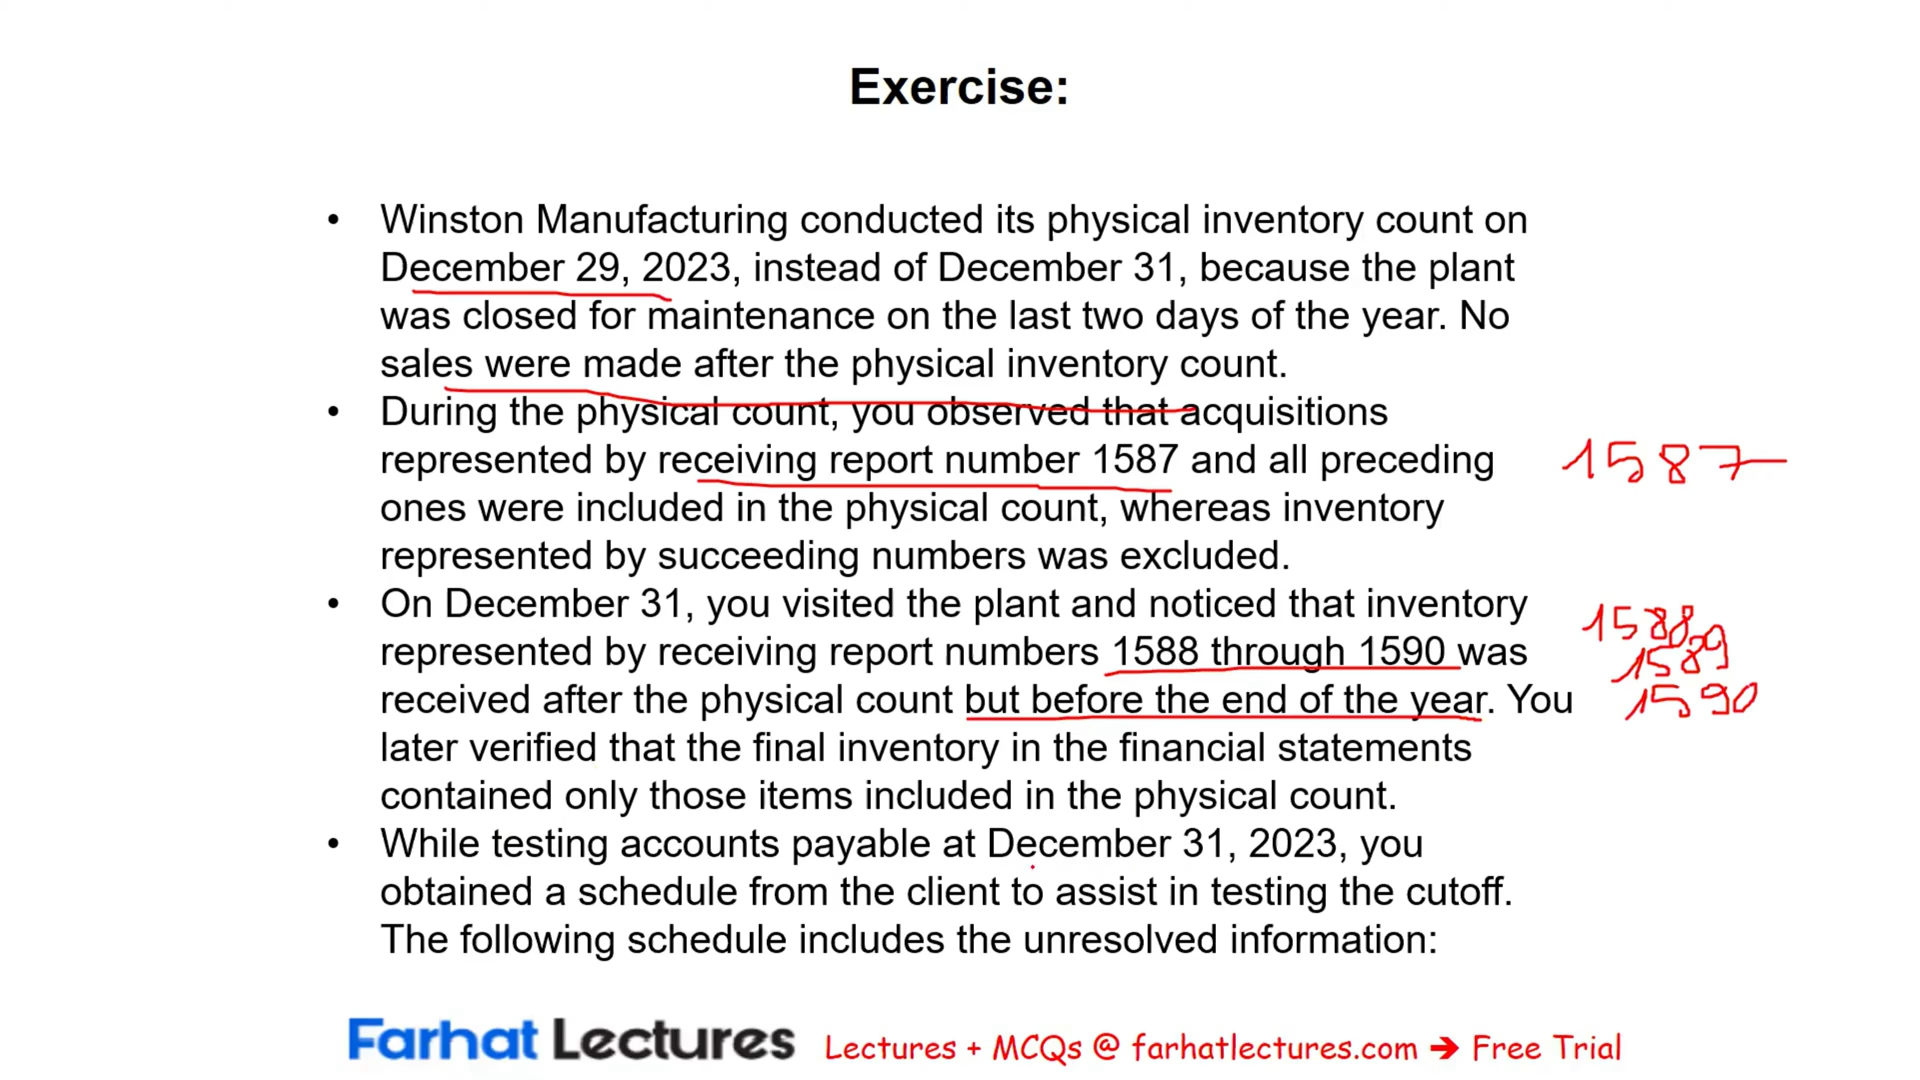 Exercise:
• Winston Manufacturing conducted its physical inventory count on
December 29, 2023, instead of December 31, because the plant
was closed for maintenance on the last two days of the year. No
sales were made after the physical inventory count.
• During the physical count, you observed that acquisitions
represented by receiving report number 1587 and all preceding
1587
ones were included in the physical count, whereas inventory
represented by succeeding numbers was excluded.
• On December 31, you visited the plant and noticed that inventory
1588
represented by receiving report numbers 1588 through 1590 was
1589
received after the physical count but before the end of the year. You
1590
later verified that the final inventory in the financial statements
contained only those items included in the physical count.
• While testing accounts payable at December 31, 2023, you
obtained a schedule from the client to assist in testing the cutoff.
The following schedule includes the unresolved information:
Farhat Lectures
Lectures + MCQs @ farhatlectures.com ➔ Free Trial